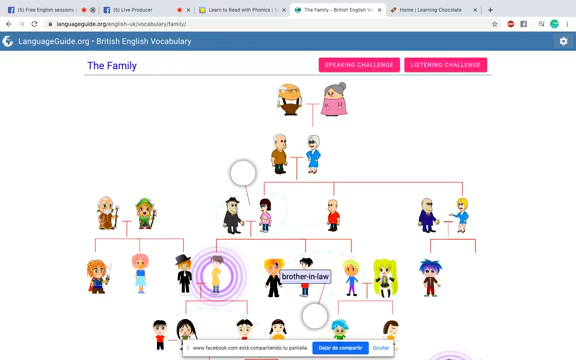 (5) Free English sessions
(5) Live Producer
Learn to Read with Phonics | S
The Family - British English Vo
Home | Learning Chocolate
languageguide.org/english-uk/vocabulary/family/
LanguageGuide.org • British English Vocabulary
The Family
SPEAKING CHALLENGE
LISTENING CHALLENGE
brother-in-law
www.facebook.com está compartiendo tu pantalla.
Dejar de compartir
Ocultar